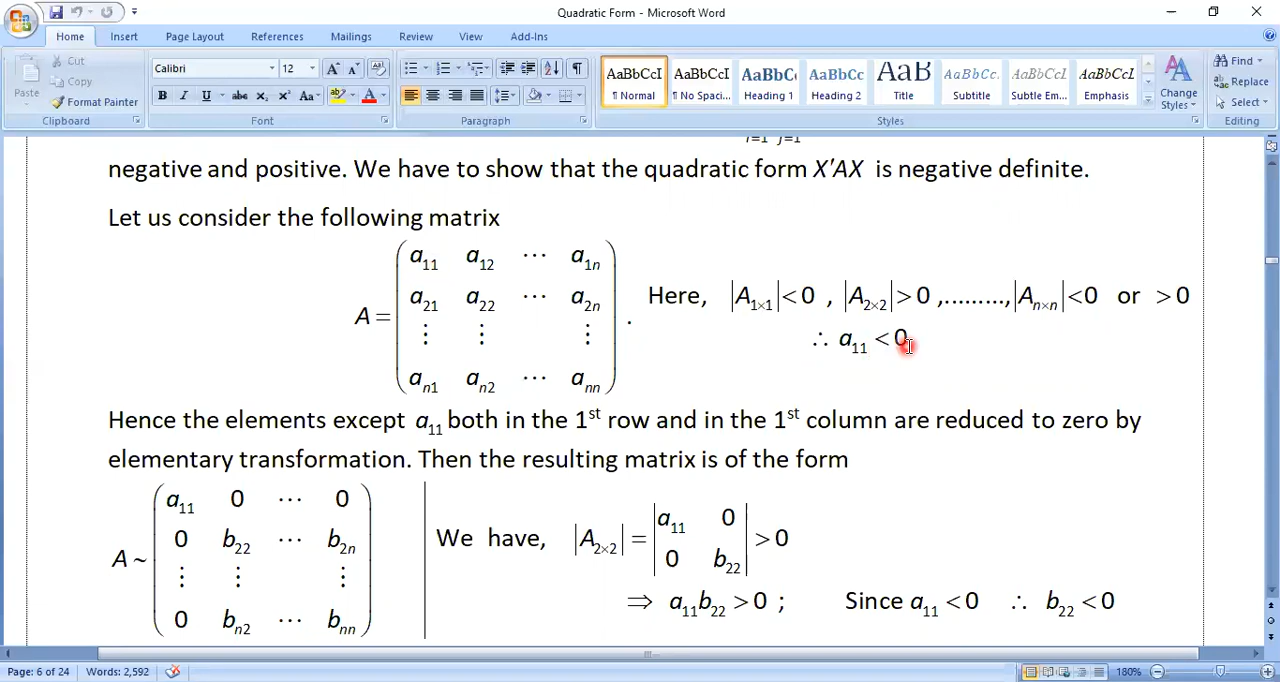 Quadratic Form - Microsoft Word
Home Insert Page Layout References Mailings Review View Add-Ins
Paste Cut Copy Format Painter Clipboard
Calibri 12 Font
Paragraph
AaBbCcI AaBbCcI AaBbC AaBbCc AaB AaBbCc. AaBbCcI AaBbCcI
¶ Normal ¶ No Spaci... Heading 1 Heading 2 Title Subtitle Subtle Em... Emphasis Change Styles
Styles
Find Replace Select Editing
i=1 j=1
negative and positive. We have to show that the quadratic form X′AX is negative definite.
Let us consider the following matrix
A = ( a₁₁ a₁₂ ⋯ a₁ₙ
a₂₁ a₂₂ ⋯ a₂ₙ
⋮ ⋮ ⋮
aₙ₁ aₙ₂ ⋯ aₙₙ ) .
Here, |A₁ₓ₁| < 0 , |A₂ₓ₂| > 0 ,........., |Aₙₓₙ| < 0 or > 0
∴ a₁₁ < 0
Hence the elements except a₁₁ both in the 1st row and in the 1st column are reduced to zero by
elementary transformation. Then the resulting matrix is of the form
A ~ ( a₁₁ 0 ⋯ 0
0 b₂₂ ⋯ b₂ₙ
⋮ ⋮ ⋮
0 bₙ₂ ⋯ bₙₙ )
We have, |A₂ₓ₂| = | a₁₁ 0
0 b₂₂ | > 0
⇒ a₁₁b₂₂ > 0 ; Since a₁₁ < 0 ∴ b₂₂ < 0
Page: 6 of 24 Words: 2,592 180%